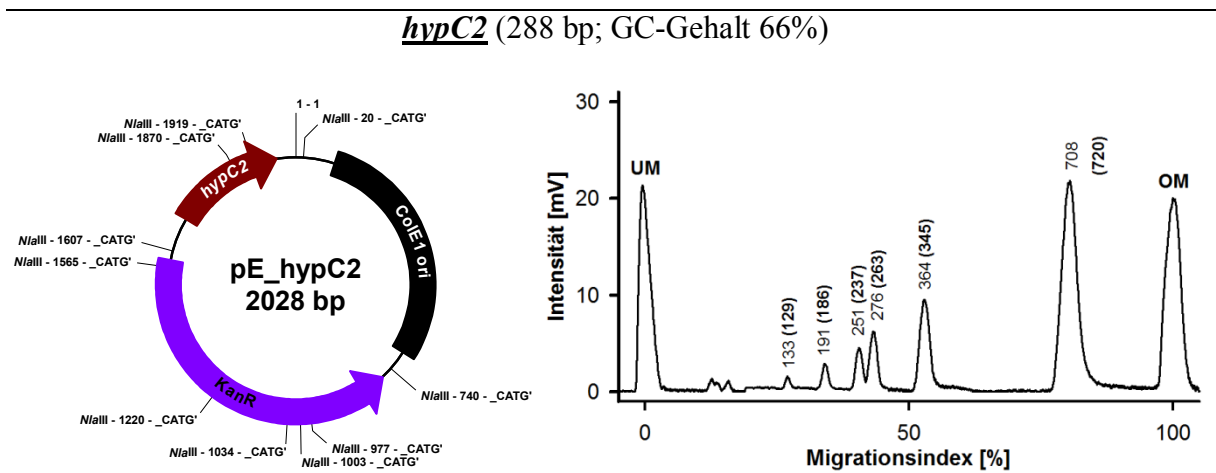 hypC2 (288 bp; GC-Gehalt 66%)
1 - 1
NlaIII - 1919 - _CATG'
NlaIII - 20 - _CATG'
NlaIII - 1870 - _CATG'
hypC2
ColE1 ori
NlaIII - 1607 - _CATG'
NlaIII - 1565 - _CATG'
pE_hypC2
2028 bp
KanR
NlaIII - 740 - _CATG'
NlaIII - 1220 - _CATG'
NlaIII - 977 - _CATG'
NlaIII - 1034 - _CATG'
NlaIII - 1003 - _CATG'
Intensität [mV]
30
20
10
0
UM
133 (129)
191 (186)
251 (237)
276 (263)
364 (345)
708
(720)
OM
0
50
100
Migrationsindex [%]